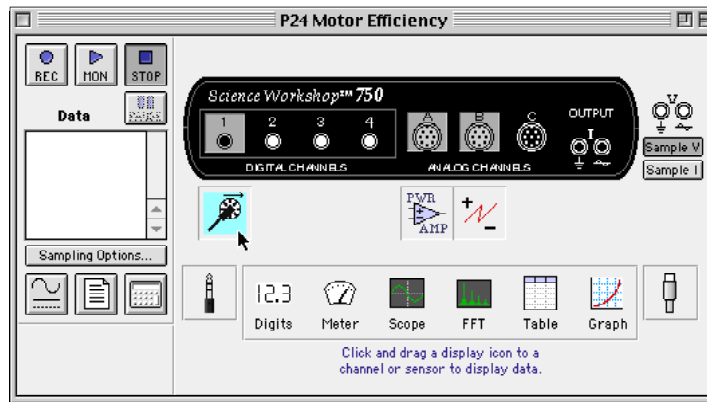 P24 Motor Efficiency
REC
MON
STOP
Data
Science Workshop™ 750
1
2
3
4
A
B
C
OUTPUT
I
DIGITAL CHANNELS
ANALOG CHANNELS
V
Sample V
Sample I
PWR
AMP
+
-
Sampling Options...
12.3
Digits
Meter
Scope
FFT
Table
Graph
Click and drag a display icon to a
channel or sensor to display data.